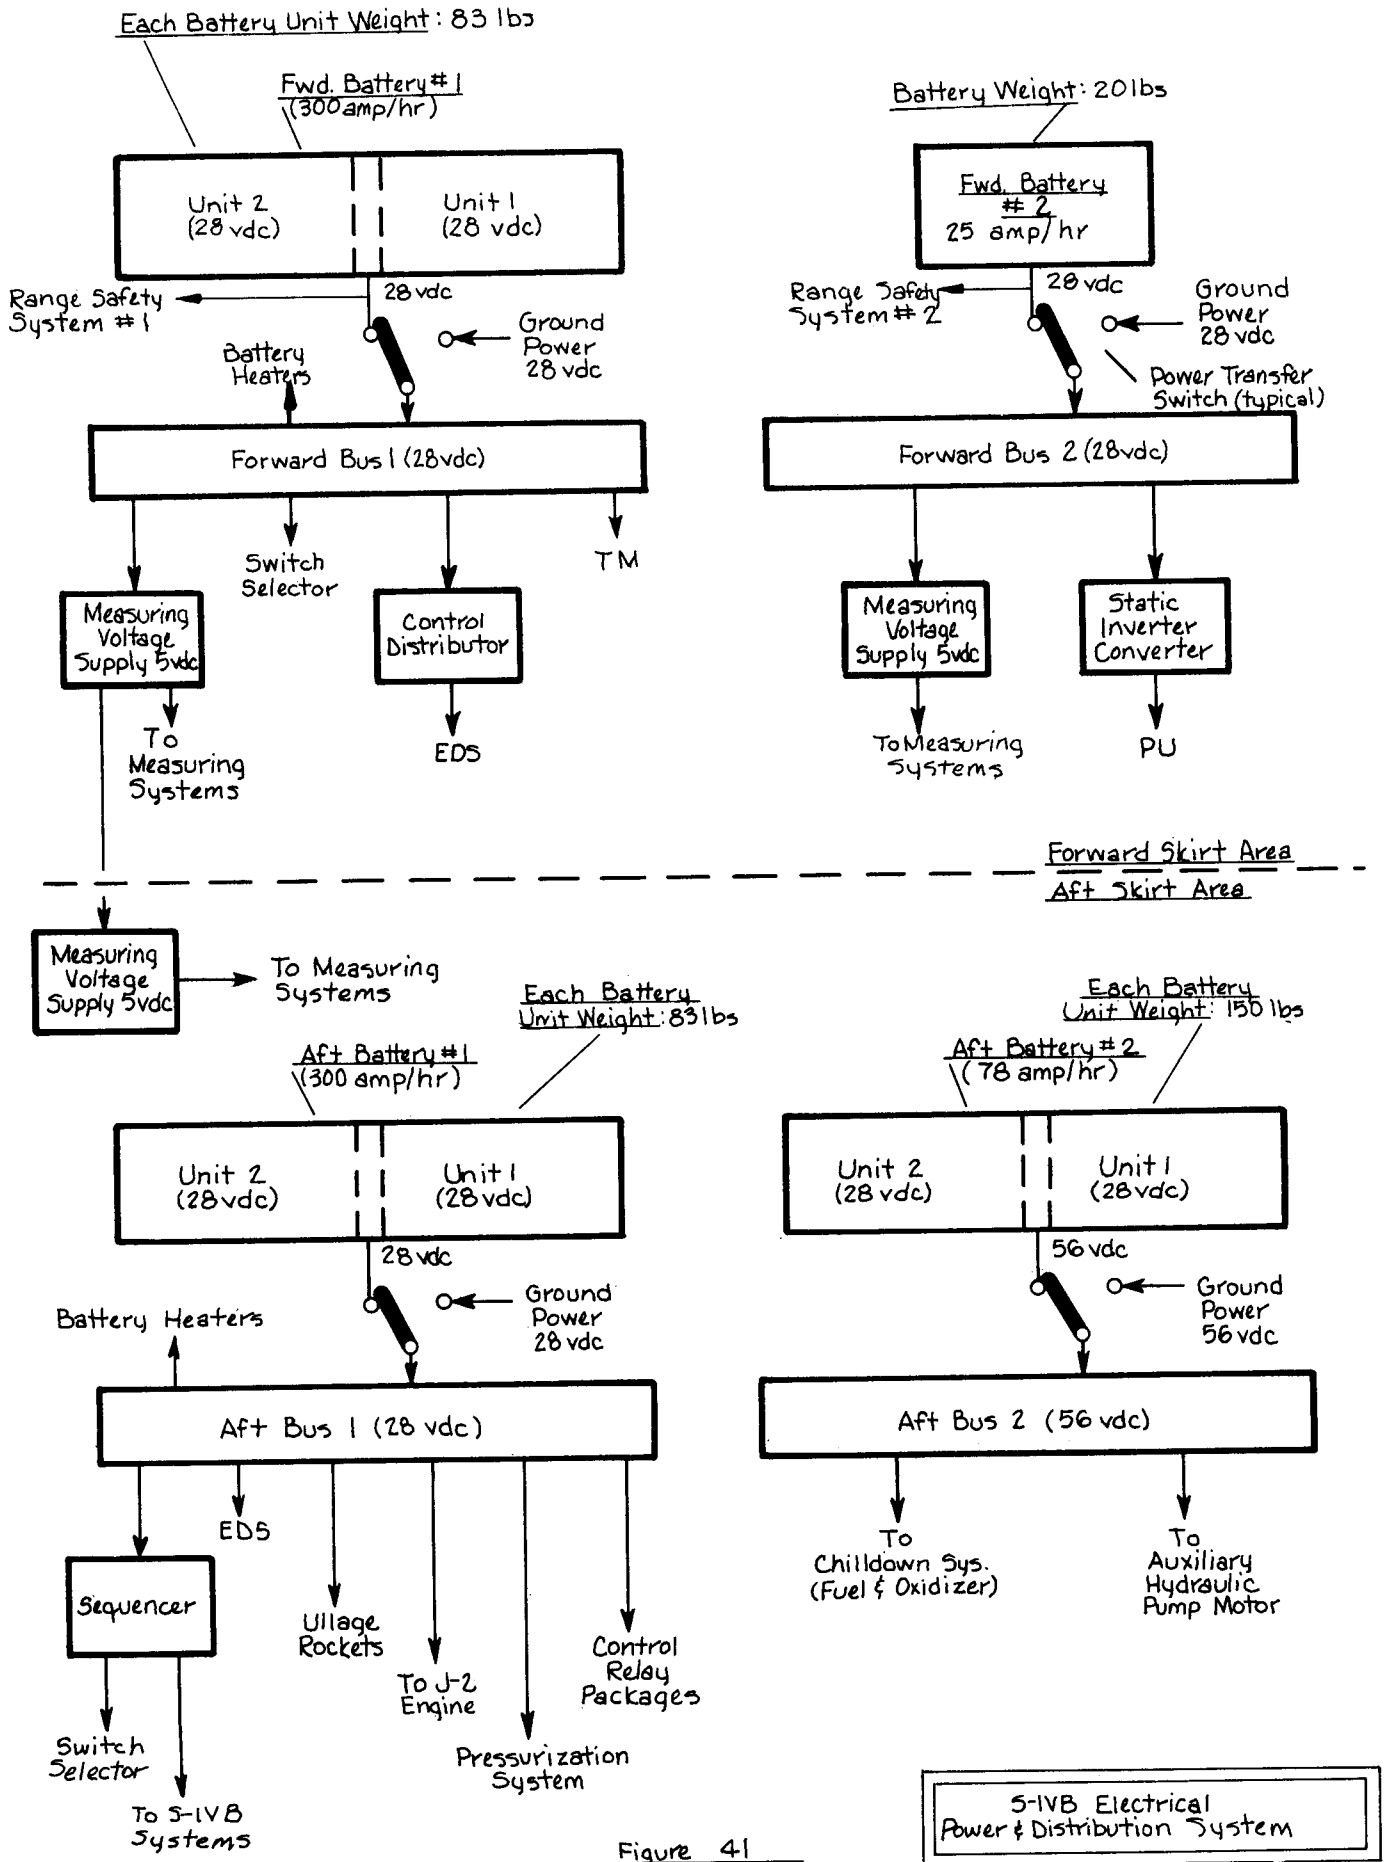 Each Battery Unit Weight: 83 lbs
Fwd. Battery #1
(300 amp/hr)
Unit 2
(28 vdc)
Unit 1
(28 vdc)
28 vdc
Range Safety
System #1
Ground
Power
28 vdc
Battery
Heaters
Forward Bus 1 (28vdc)
Measuring
Voltage
Supply 5vdc
To
Measuring
Systems
Switch
Selector
Control
Distributor
EDS
TM
Battery Weight: 20 lbs
Fwd. Battery
# 2
25 amp/hr
28 vdc
Range Safety
System # 2
Ground
Power
28 vdc
Power Transfer
Switch (typical)
Forward Bus 2 (28vdc)
Measuring
Voltage
Supply 5vdc
To Measuring
Systems
Static
Inverter
Converter
PU
Forward Skirt Area
Aft Skirt Area
Measuring
Voltage
Supply 5vdc
To Measuring
Systems
Each Battery
Unit Weight: 83 lbs
Aft Battery #1
(300 amp/hr)
Unit 2
(28 vdc)
Unit 1
(28 vdc)
28 vdc
Ground
Power
28 vdc
Battery Heaters
Aft Bus 1 (28 vdc)
Sequencer
Switch
Selector
To S-IVB
Systems
EDS
Ullage
Rockets
To J-2
Engine
Pressurization
System
Control
Relay
Packages
Each Battery
Unit Weight: 150 lbs
Aft Battery # 2
(78 amp/hr)
Unit 2
(28 vdc)
Unit 1
(28 vdc)
56 vdc
Ground
Power
56 vdc
Aft Bus 2 (56 vdc)
To
Chilldown Sys.
(Fuel & Oxidizer)
To
Auxiliary
Hydraulic
Pump Motor
S-IVB Electrical
Power & Distribution System
Figure 41